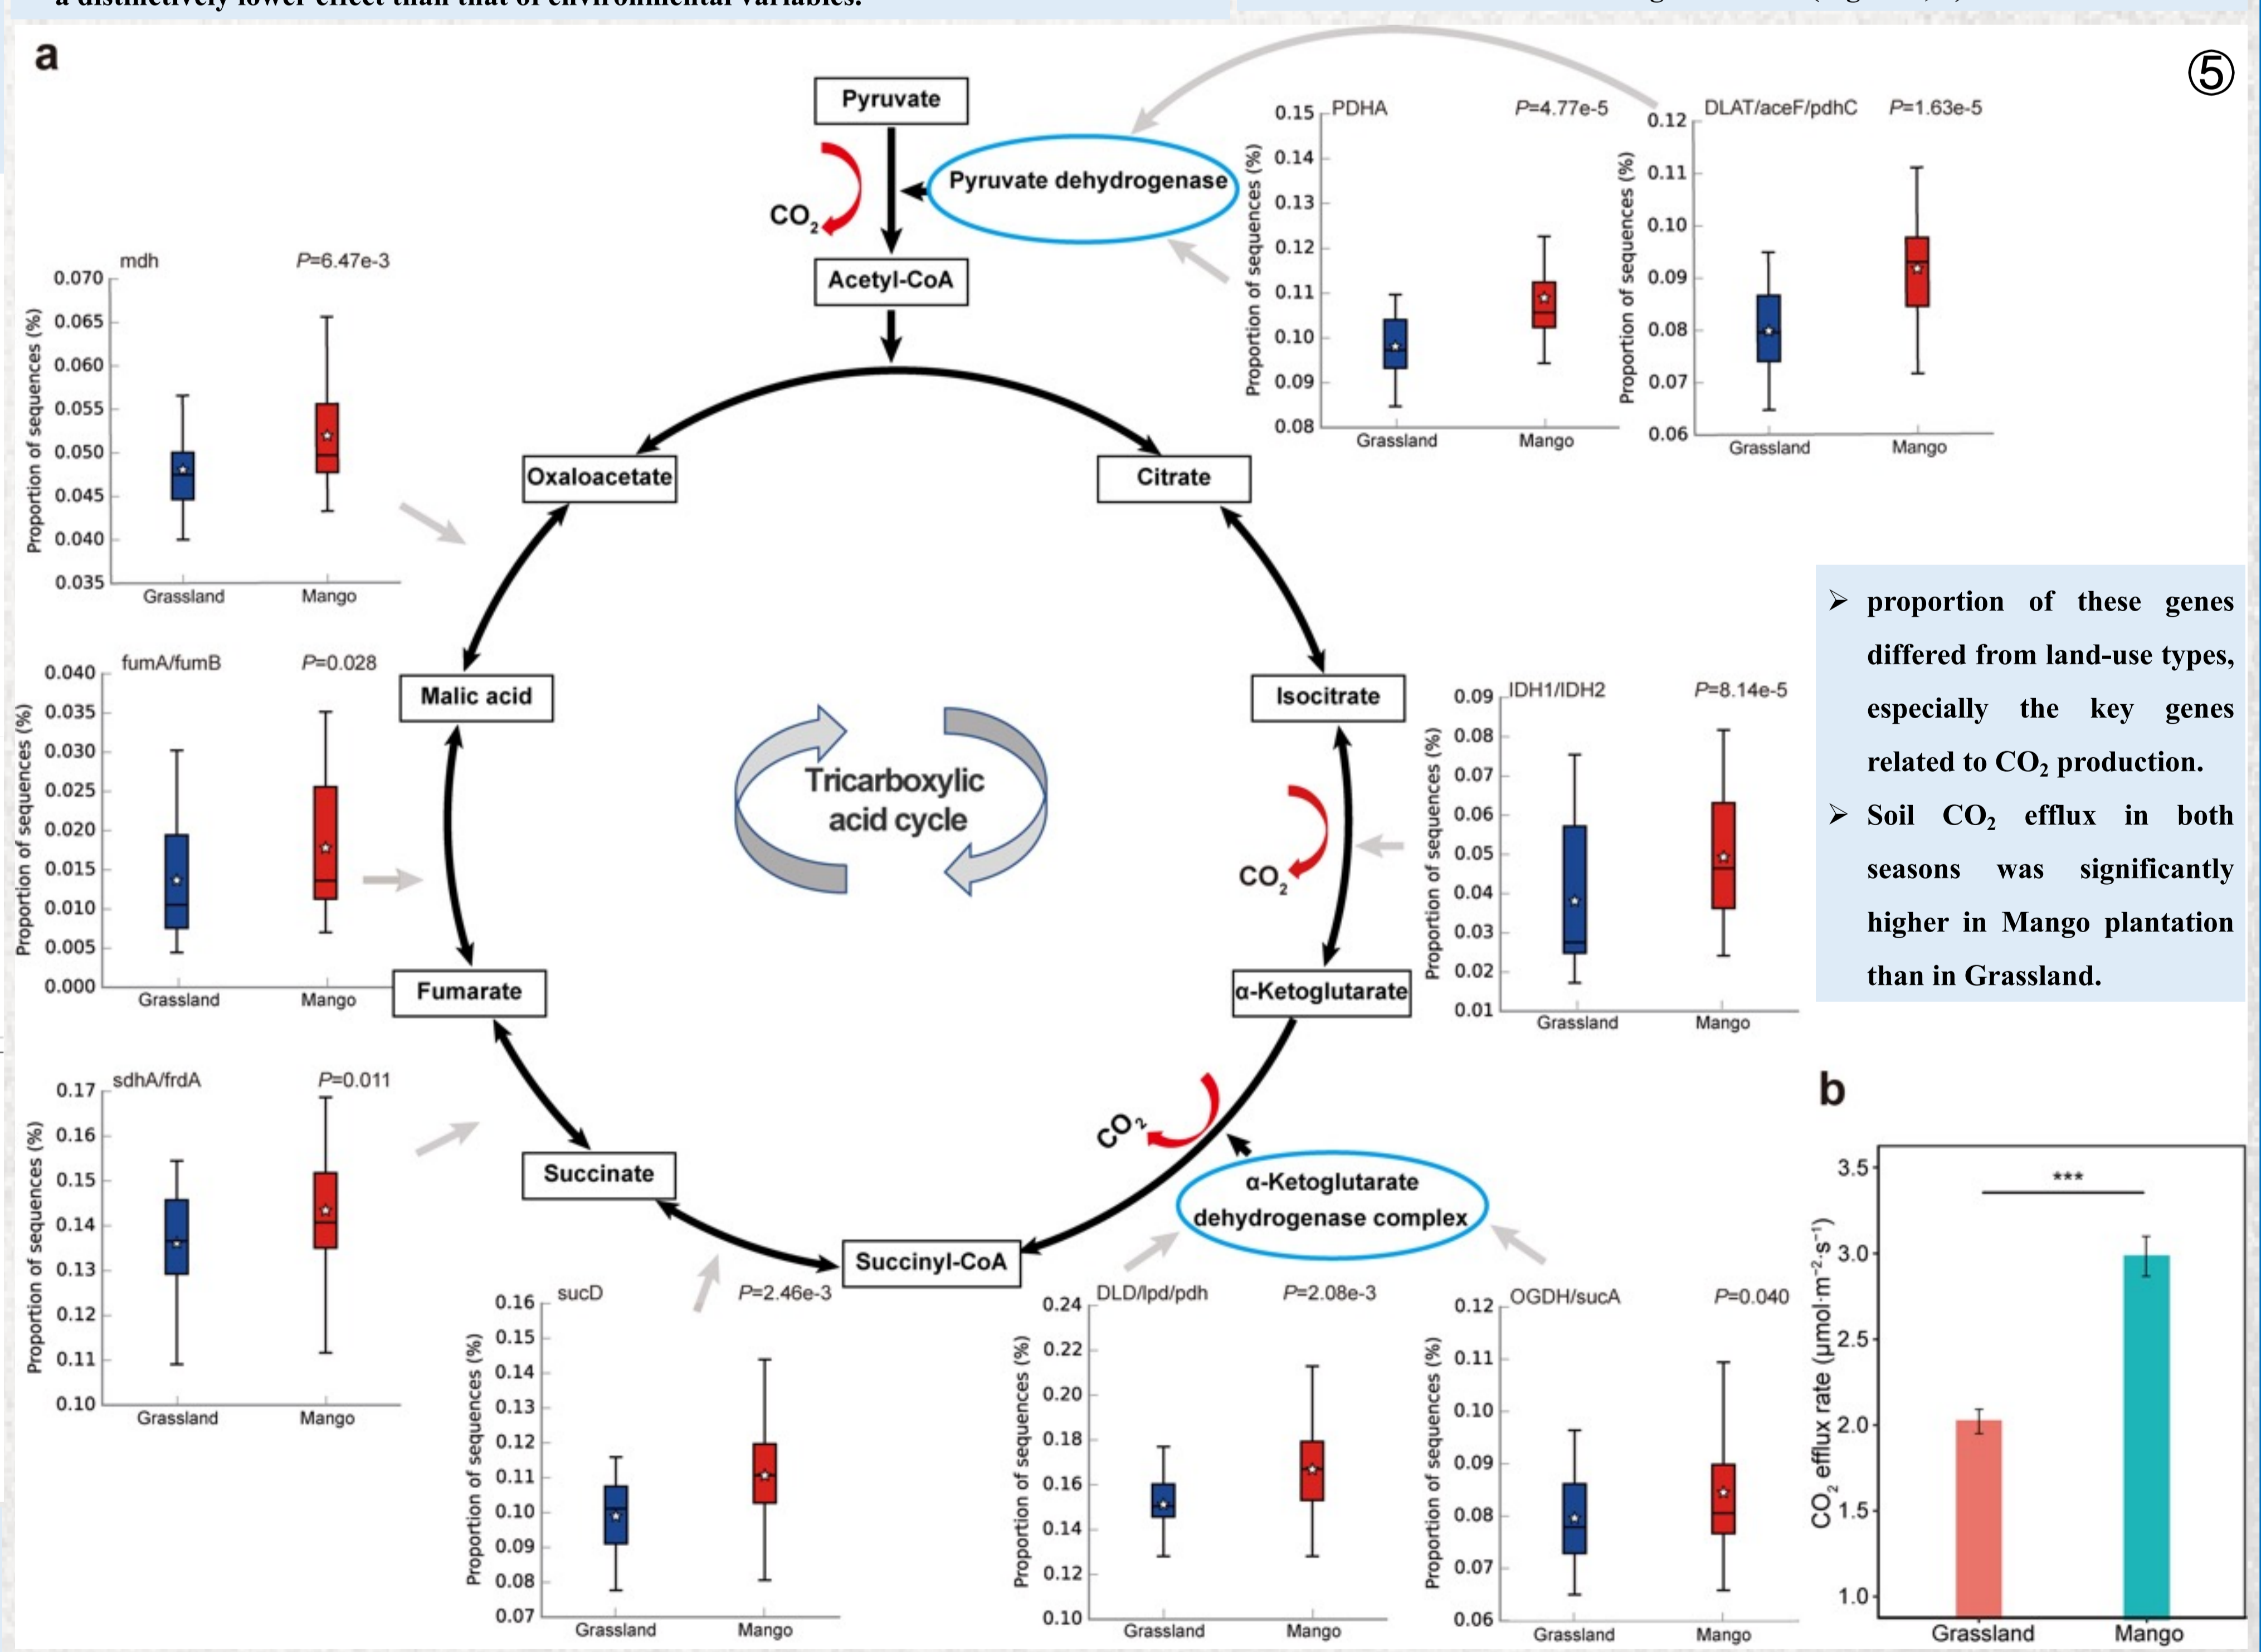 a distinctively lower effect than that of environmental variables.
a
⑤
Pyruvate
Pyruvate dehydrogenase
CO2
Acetyl-CoA
Oxaloacetate
Citrate
Malic acid
Isocitrate
Tricarboxylic
acid cycle
CO2
Fumarate
α-Ketoglutarate
CO2
Succinate
α-Ketoglutarate
dehydrogenase complex
Succinyl-CoA
PDHA P=4.77e-5
Proportion of sequences (%)
0.15
0.14
0.13
0.12
0.11
0.10
0.09
0.08
Grassland Mango
DLAT/aceF/pdhC P=1.63e-5
Proportion of sequences (%)
0.12
0.11
0.10
0.09
0.08
0.07
0.06
Grassland Mango
mdh P=6.47e-3
Proportion of sequences (%)
0.070
0.065
0.060
0.055
0.050
0.045
0.040
0.035
Grassland Mango
fumA/fumB P=0.028
Proportion of sequences (%)
0.040
0.035
0.030
0.025
0.020
0.015
0.010
0.005
0.000
Grassland Mango
IDH1/IDH2 P=8.14e-5
Proportion of sequences (%)
0.09
0.08
0.07
0.06
0.05
0.04
0.03
0.02
0.01
Grassland Mango
➢ proportion of these genes
differed from land-use types,
especially the key genes
related to CO2 production.
➢ Soil CO2 efflux in both
seasons was significantly
higher in Mango plantation
than in Grassland.
sdhA/frdA P=0.011
Proportion of sequences (%)
0.17
0.16
0.15
0.14
0.13
0.12
0.11
0.10
Grassland Mango
sucD P=2.46e-3
Proportion of sequences (%)
0.16
0.15
0.14
0.13
0.12
0.11
0.10
0.09
0.08
0.07
Grassland Mango
DLD/lpd/pdh P=2.08e-3
Proportion of sequences (%)
0.24
0.22
0.20
0.18
0.16
0.14
0.12
0.10
Grassland Mango
OGDH/sucA P=0.040
Proportion of sequences (%)
0.12
0.11
0.10
0.09
0.08
0.07
0.06
Grassland Mango
b
CO2 efflux rate (μmol·m⁻²·s⁻¹)
***
3.5
3.0
2.5
2.0
1.5
1.0
Grassland Mango